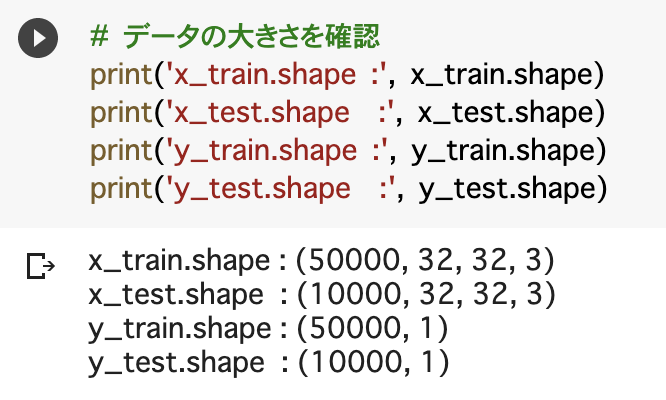 # データの大きさを確認
print('x_train.shape :', x_train.shape)
print('x_test.shape  :', x_test.shape)
print('y_train.shape :', y_train.shape)
print('y_test.shape  :', y_test.shape)
x_train.shape : (50000, 32, 32, 3)
x_test.shape  : (10000, 32, 32, 3)
y_train.shape : (50000, 1)
y_test.shape  : (10000, 1)